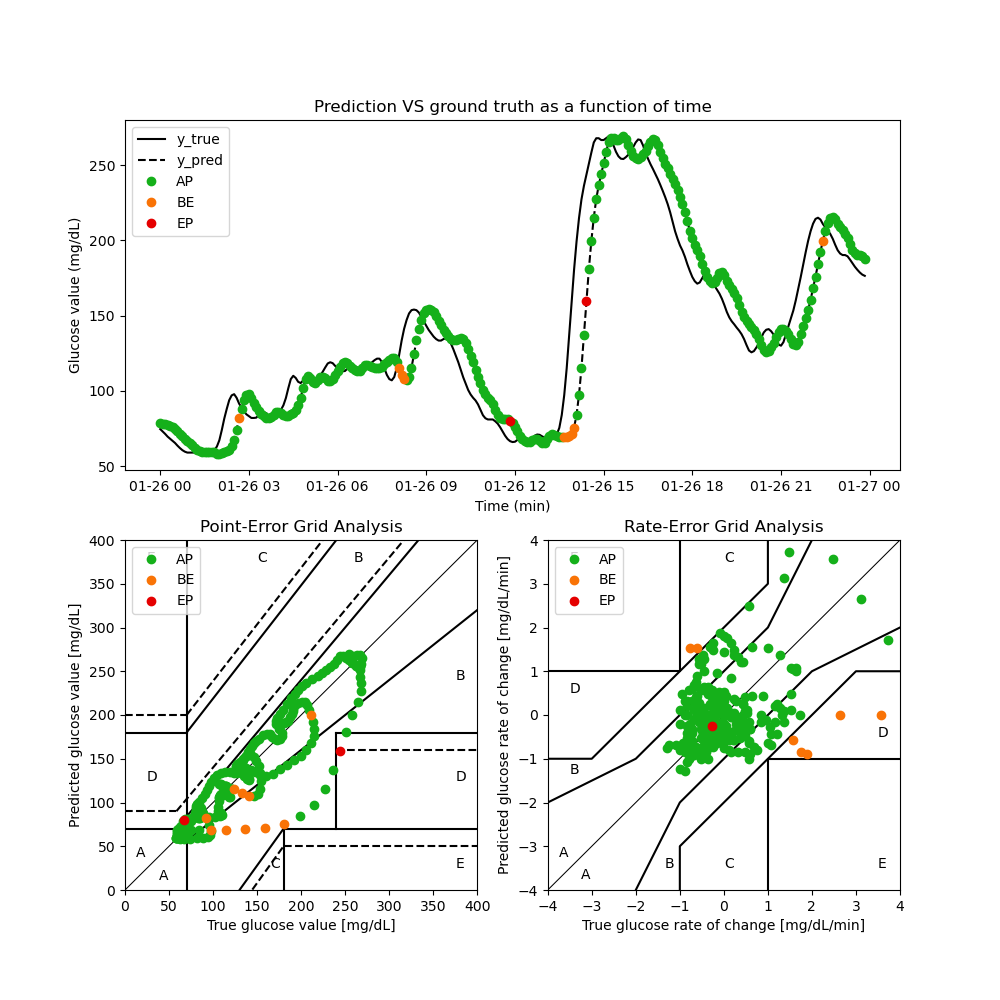 Prediction VS ground truth as a function of time
Glucose value (mg/dL)
250
200
150
100
50
y_true
y_pred
AP
BE
EP
01-26 00 01-26 03 01-26 06 01-26 09 01-26 12 01-26 15 01-26 18 01-26 21 01-27 00
Time (min)
Point-Error Grid Analysis
Predicted glucose value [mg/dL]
400
350
300
250
200
150
100
50
0
AP
BE
EP
C
B
B
D
D
A
A
C
E
0 50 100 150 200 250 300 350 400
True glucose value [mg/dL]
Rate-Error Grid Analysis
Predicted glucose rate of change [mg/dL/min]
4
3
2
1
0
−1
−2
−3
−4
AP
BE
EP
C
D
D
B
A
A
B
C
E
−4 −3 −2 −1 0 1 2 3 4
True glucose rate of change [mg/dL/min]